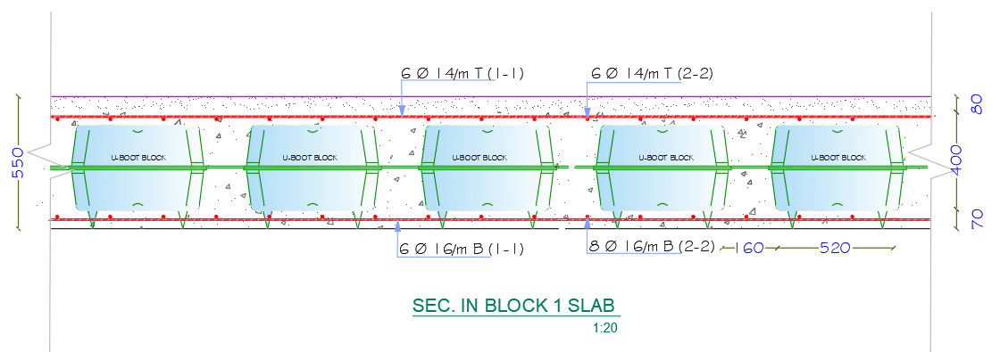 6 Ø 14/m T (1-1)
6 Ø 14/m T (2-2)
80
550
U-BOOT BLOCK
U-BOOT BLOCK
U-BOOT BLOCK
U-BOOT BLOCK
U-BOOT BLOCK
400
70
6 Ø 16/m B (1-1)
8 Ø 16/m B (2-2)
160
520
SEC. IN BLOCK 1 SLAB
1:20